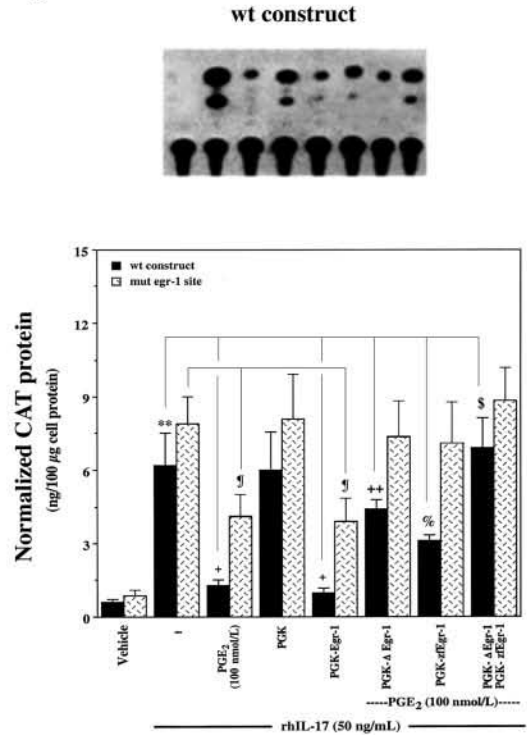 wt construct
15
12
9
6
3
0
Normalized CAT protein
(ng/100 µg cell protein)
wt construct
mut egr-1 site
**
+
¶
+
¶
++
%
$
Vehicle
–
PGE2
(100 nmol/L)
PGK
PGK-Egr-1
PGK-Δ Egr-1
PGK-zfEgr-1
PGK- Δ Egr-1
PGK- zfEgr-1
-----PGE2 (100 nmol/L)-----
rhIL-17 (50 ng/mL)